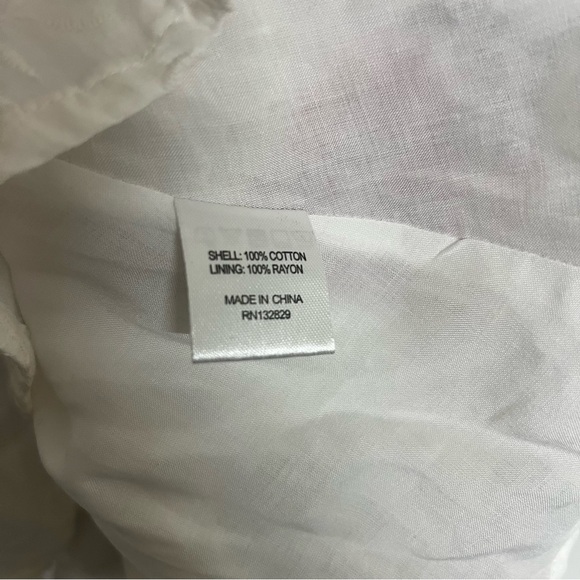 SHELL: 100% COTTON
LINING: 100% RAYON
MADE IN CHINA
RN132829